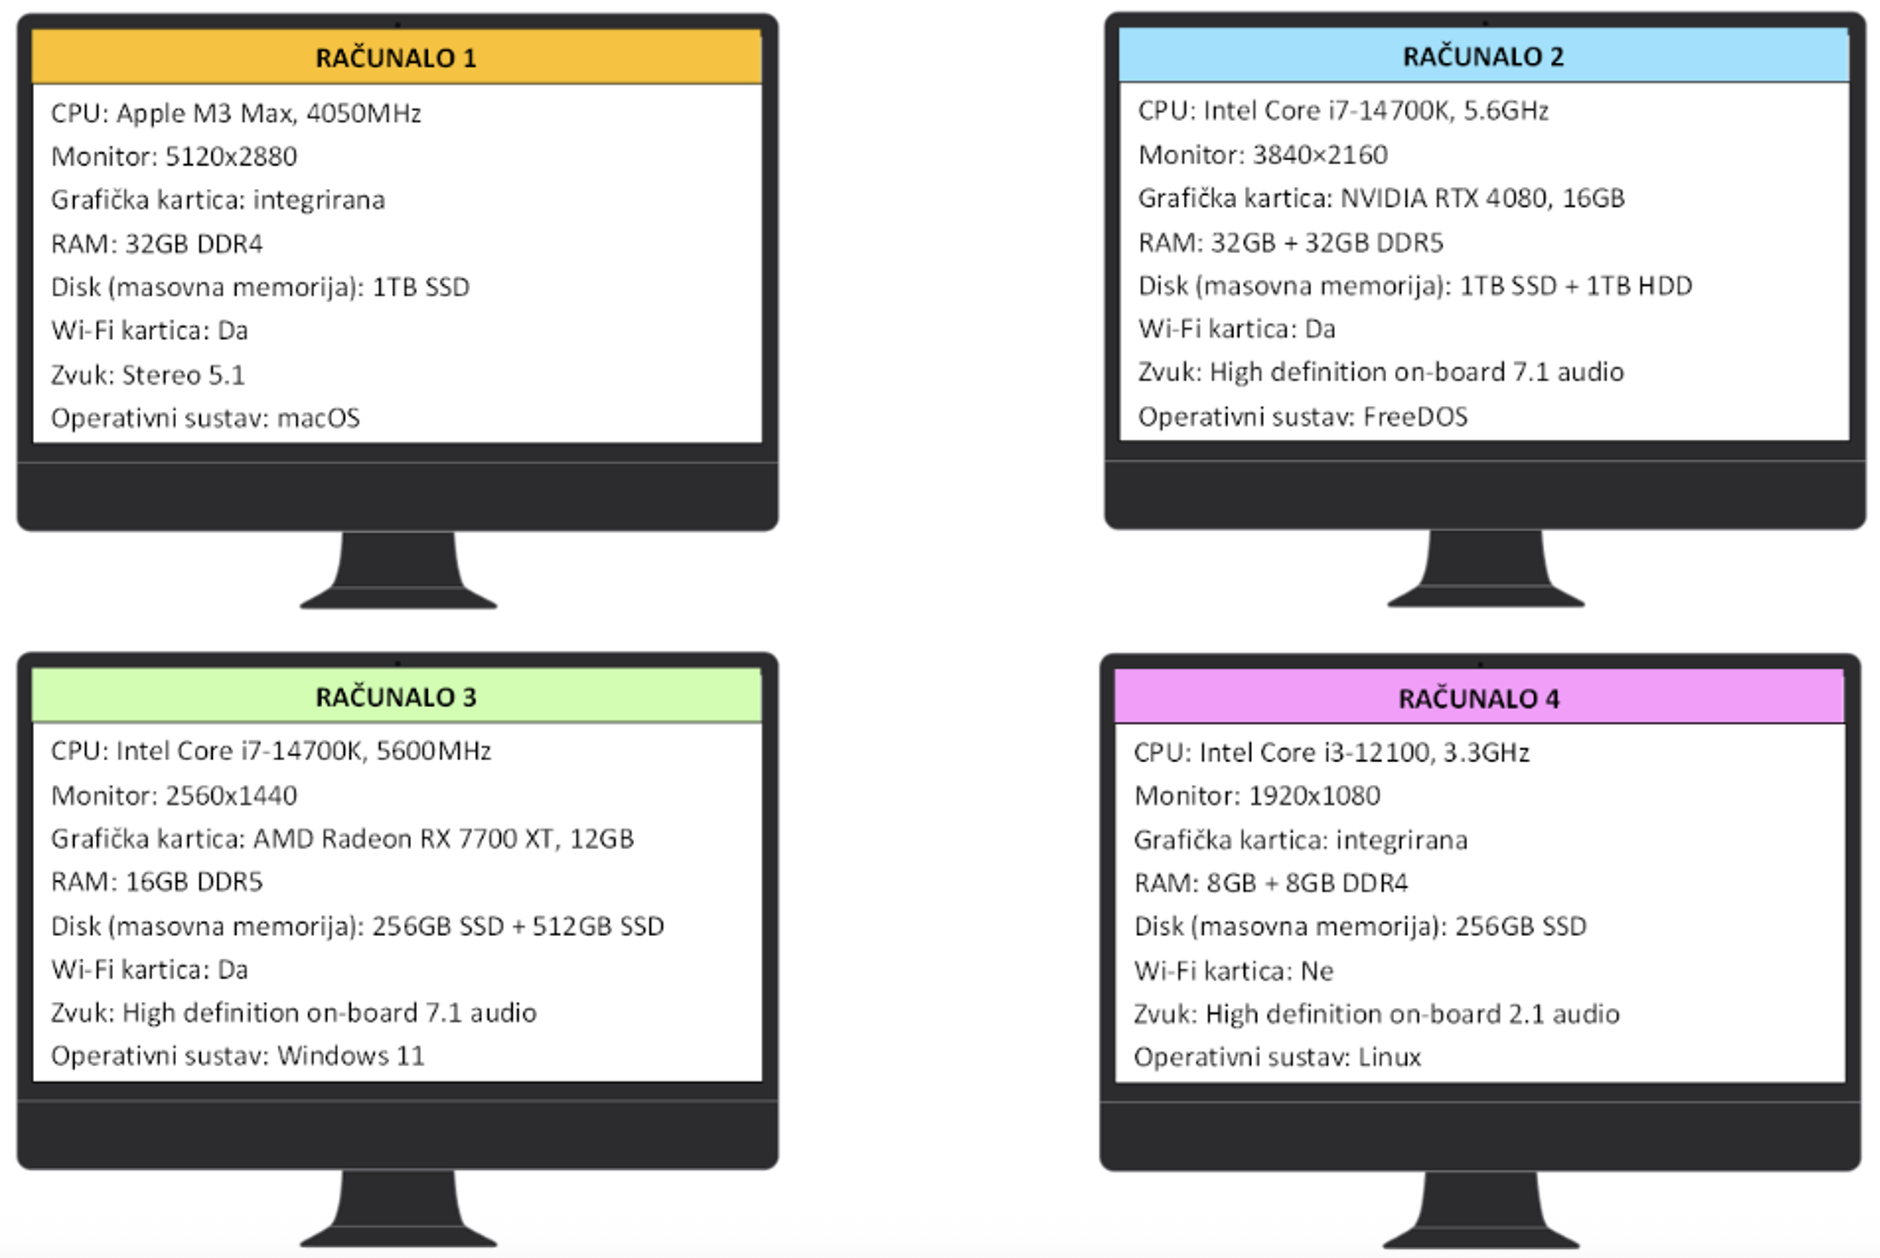 RAČUNALO 1
CPU: Apple M3 Max, 4050MHz
Monitor: 5120x2880
Grafička kartica: integrirana
RAM: 32GB DDR4
Disk (masovna memorija): 1TB SSD
Wi-Fi kartica: Da
Zvuk: Stereo 5.1
Operativni sustav: macOS
RAČUNALO 2
CPU: Intel Core i7-14700K, 5.6GHz
Monitor: 3840×2160
Grafička kartica: NVIDIA RTX 4080, 16GB
RAM: 32GB + 32GB DDR5
Disk (masovna memorija): 1TB SSD + 1TB HDD
Wi-Fi kartica: Da
Zvuk: High definition on-board 7.1 audio
Operativni sustav: FreeDOS
RAČUNALO 3
CPU: Intel Core i7-14700K, 5600MHz
Monitor: 2560x1440
Grafička kartica: AMD Radeon RX 7700 XT, 12GB
RAM: 16GB DDR5
Disk (masovna memorija): 256GB SSD + 512GB SSD
Wi-Fi kartica: Da
Zvuk: High definition on-board 7.1 audio
Operativni sustav: Windows 11
RAČUNALO 4
CPU: Intel Core i3-12100, 3.3GHz
Monitor: 1920x1080
Grafička kartica: integrirana
RAM: 8GB + 8GB DDR4
Disk (masovna memorija): 256GB SSD
Wi-Fi kartica: Ne
Zvuk: High definition on-board 2.1 audio
Operativni sustav: Linux